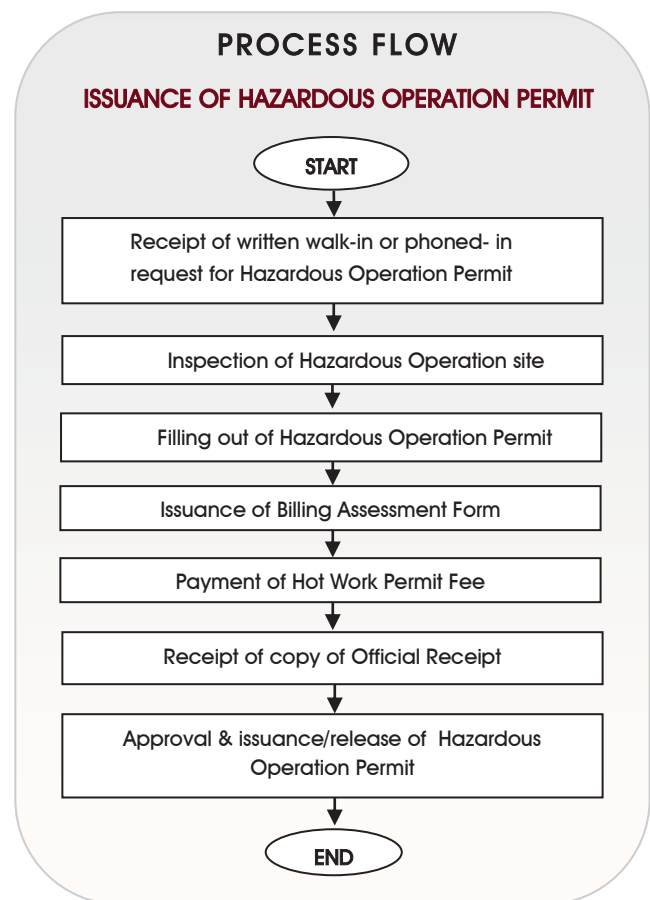 PROCESS FLOW
ISSUANCE OF HAZARDOUS OPERATION PERMIT
START
Receipt of written walk-in or phoned- in
request for Hazardous Operation Permit
Inspection of Hazardous Operation site
Filling out of Hazardous Operation Permit
Issuance of Billing Assessment Form
Payment of Hot Work Permit Fee
Receipt of copy of Official Receipt
Approval & issuance/release of  Hazardous
Operation Permit
END